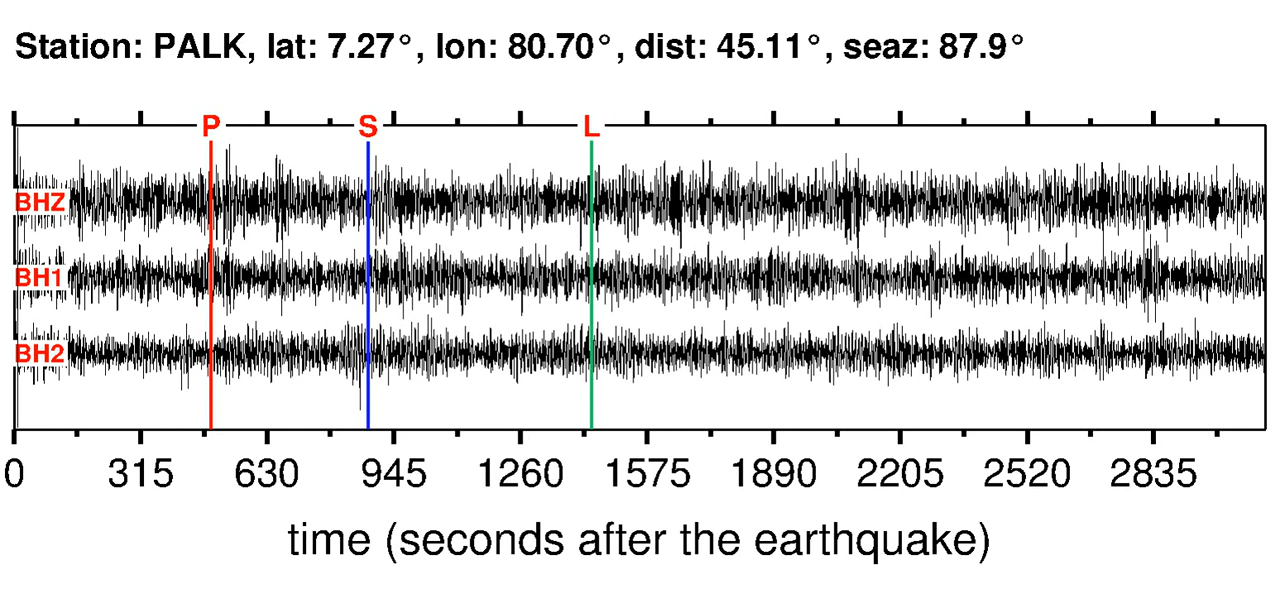 Station: PALK, lat: 7.27°, lon: 80.70°, dist: 45.11°, seaz: 87.9°
P S L
BHZ
BH1
BH2
0 315 630 945 1260 1575 1890 2205 2520 2835
time (seconds after the earthquake)